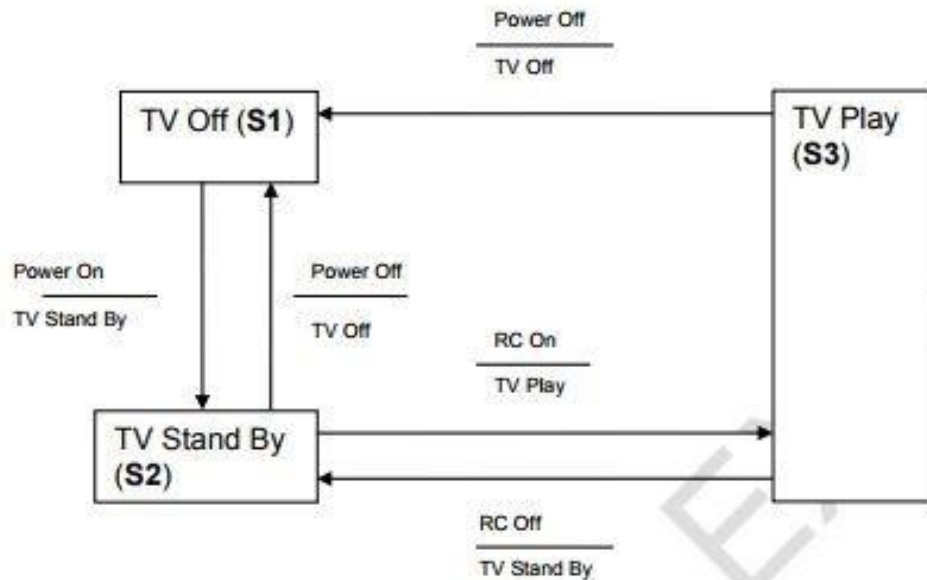 Power Off
TV Off
TV Off (S1)
TV Play
(S3)
Power On
TV Stand By
Power Off
TV Off
RC On
TV Play
TV Stand By
(S2)
RC Off
TV Stand By